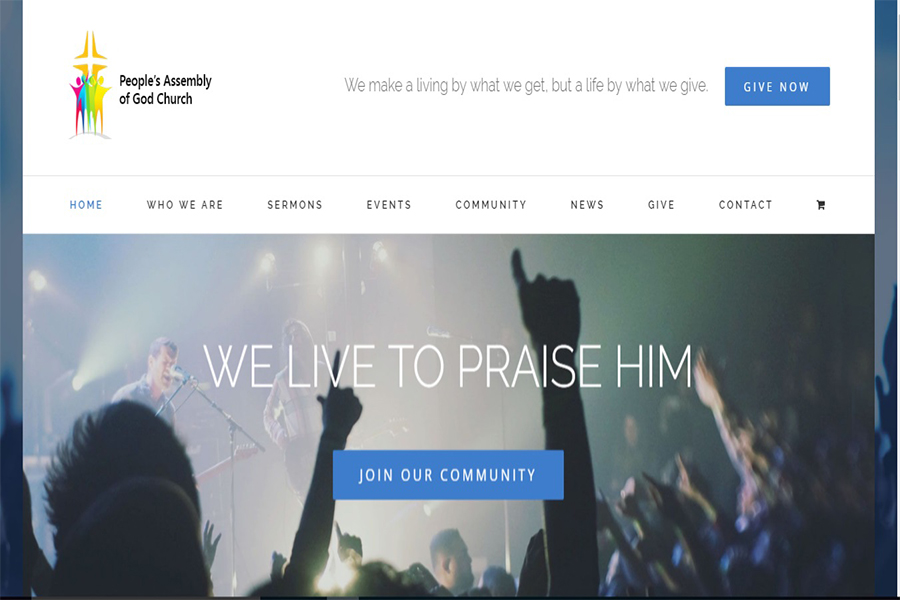 People's Assembly
of God Church
We make a living by what we get, but a life by what we give.
GIVE NOW
HOME WHO WE ARE SERMONS EVENTS COMMUNITY NEWS GIVE CONTACT
WE LIVE TO PRAISE HIM
JOIN OUR COMMUNITY